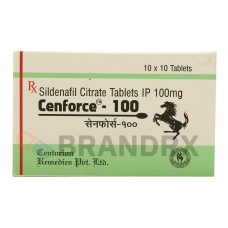 10 x 10 Tablets
Rx Sildenafil Citrate Tablets IP 100mg
Cenforce®- 100
सेनफोर्स-१००
BRANDRX
Centurion
Remedies Pvt. Ltd.